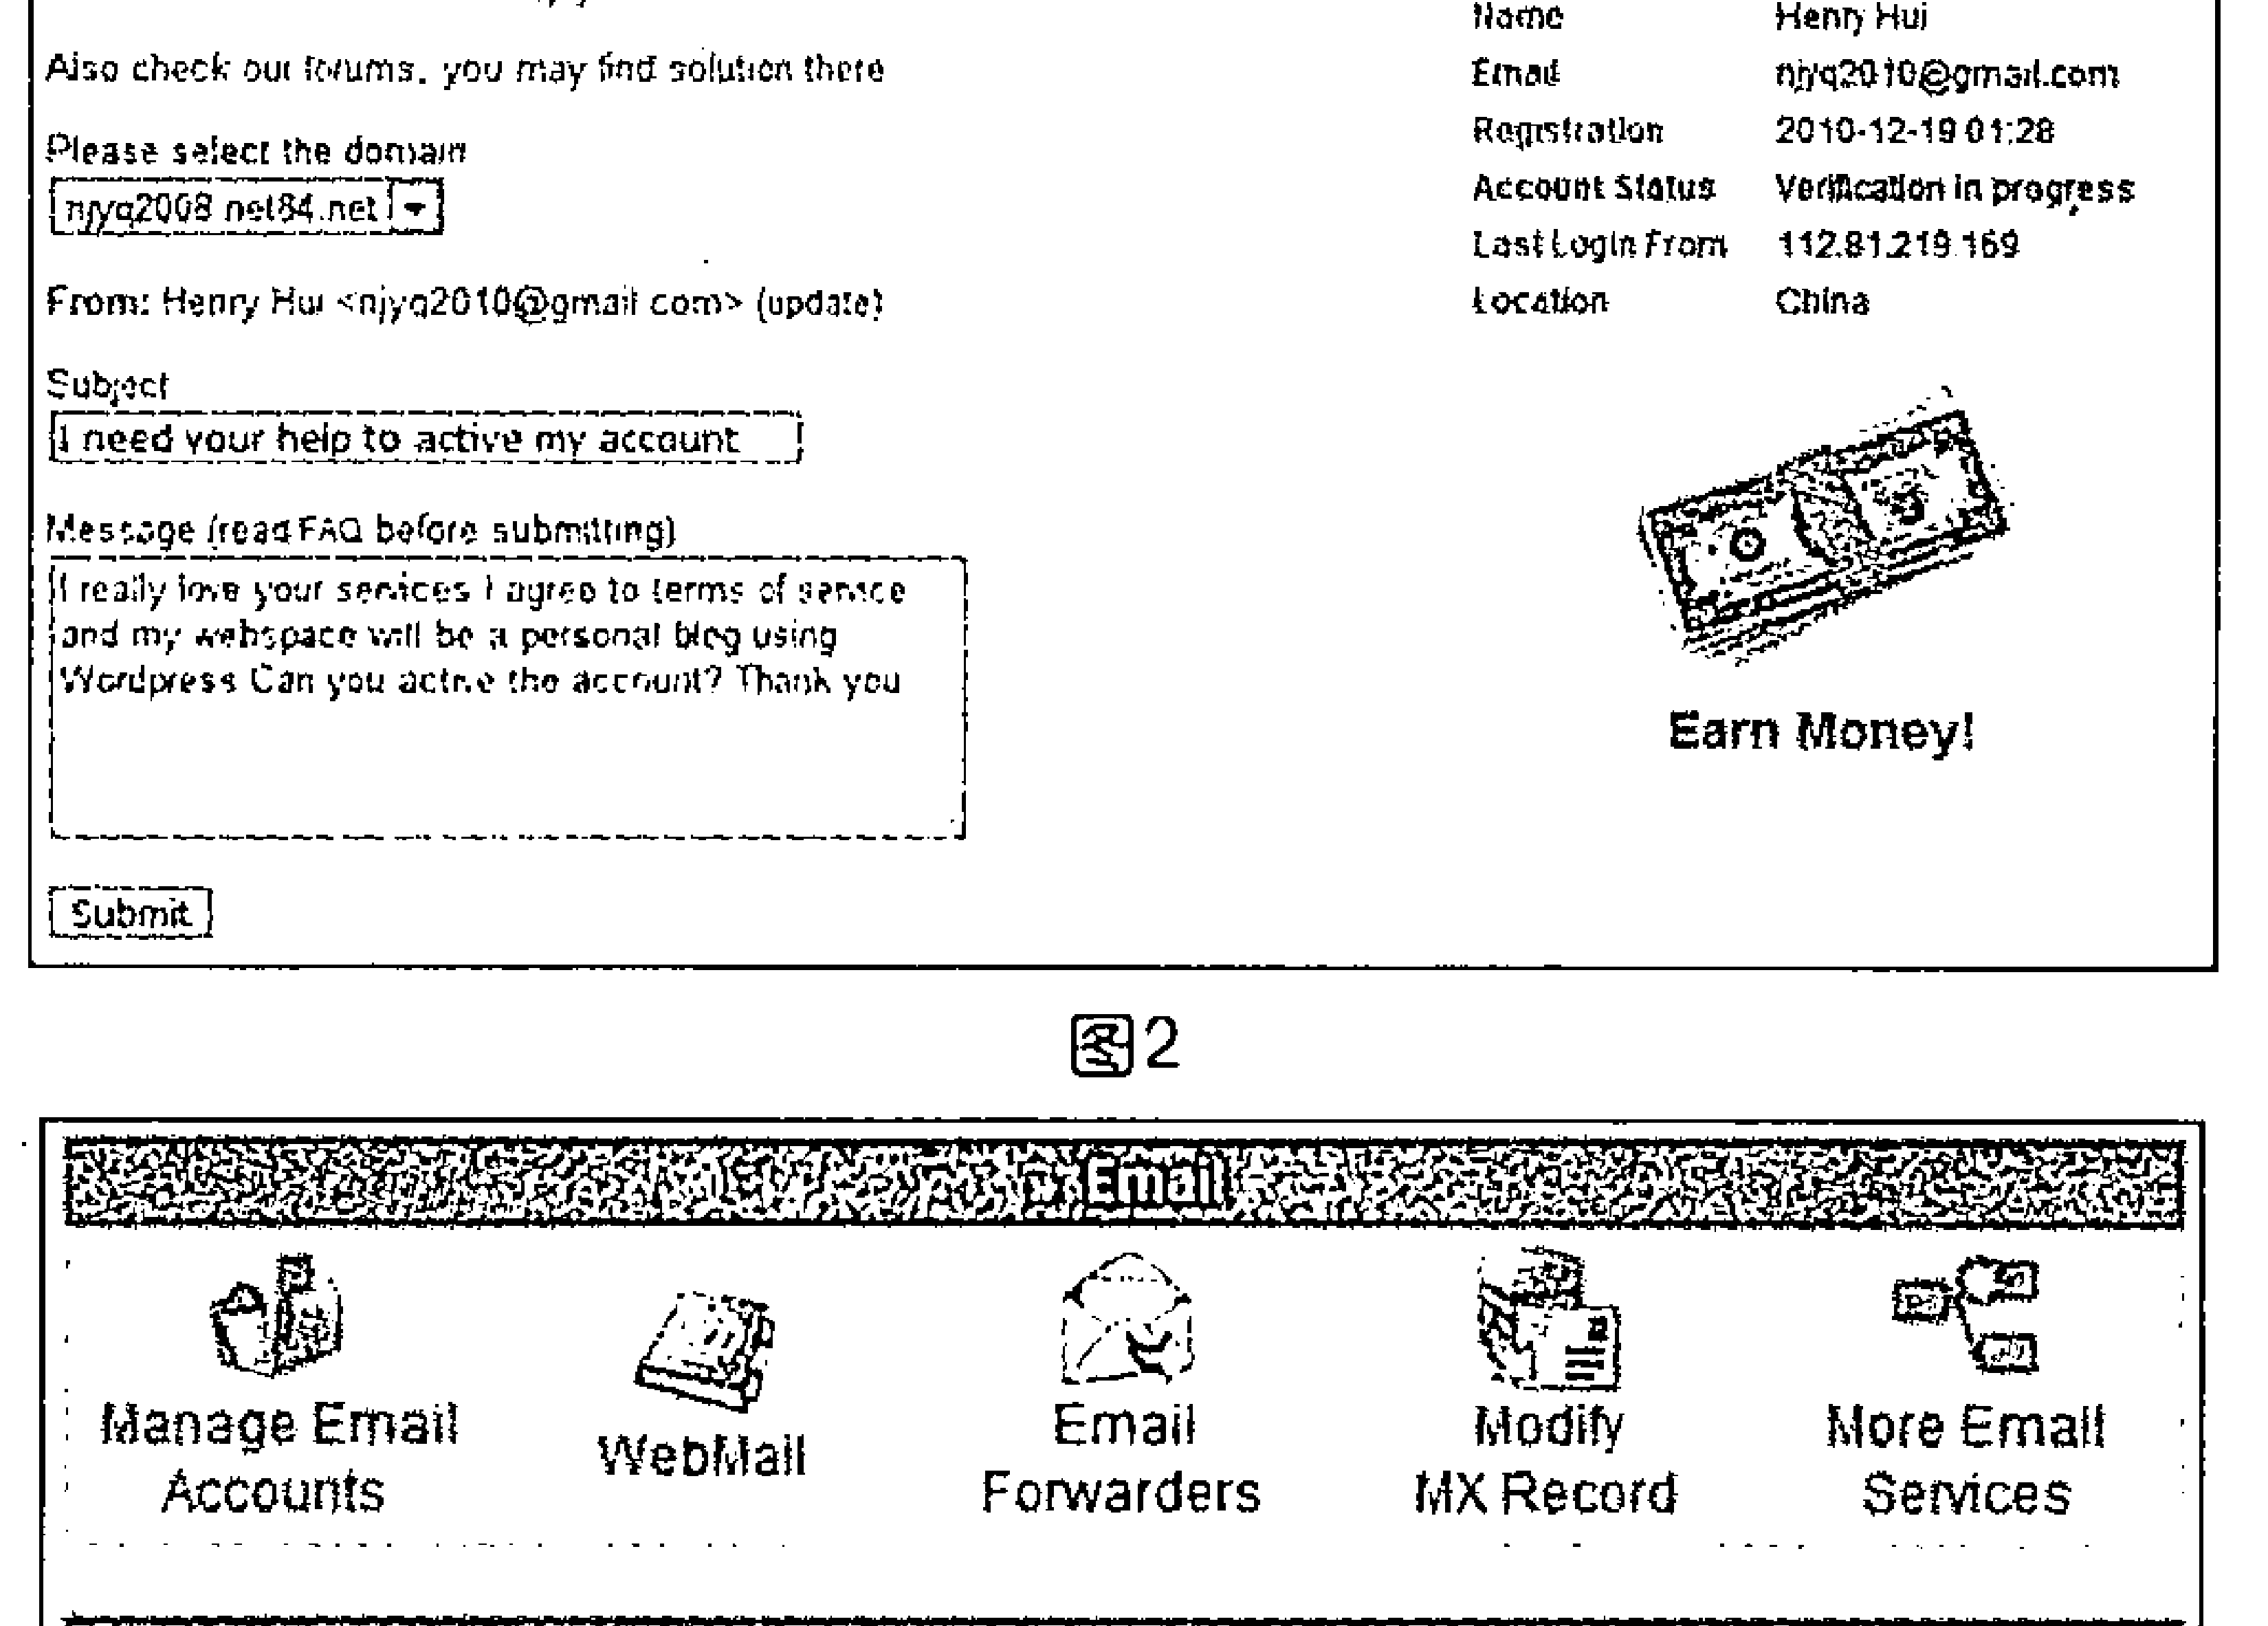 Also check our forums, you may find solution there
Please select the domain
njyq2008.net84.net
From: Henry Hui <njyq2010@gmail.com> (update)
Subject
I need your help to active my account
Message (read FAQ before submitting)
I really love your services I agree to terms of service
and my webspace will be a personal blog using
Wordpress Can you active the account? Thank you
Submit
Name Henry Hui
Email njyq2010@gmail.com
Registration 2010-12-19 01:28
Account Status Verification in progress
Last Login From 112.81.219.169
Location China
Earn Money!
图2
Email
Manage Email
Accounts
WebMail
Email
Forwarders
Modify
MX Record
More Email
Services